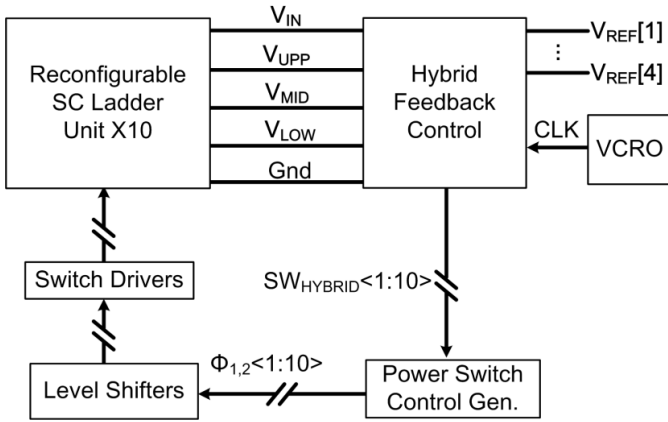 Reconfigurable
SC Ladder
Unit X10
V_IN
V_UPP
V_MID
V_LOW
Gnd
Hybrid
Feedback
Control
V_REF[1]
⋮
V_REF[4]
CLK
VCRO
Switch Drivers
SW_HYBRID<1:10>
Level Shifters
Φ_1,2<1:10>
Power Switch
Control Gen.